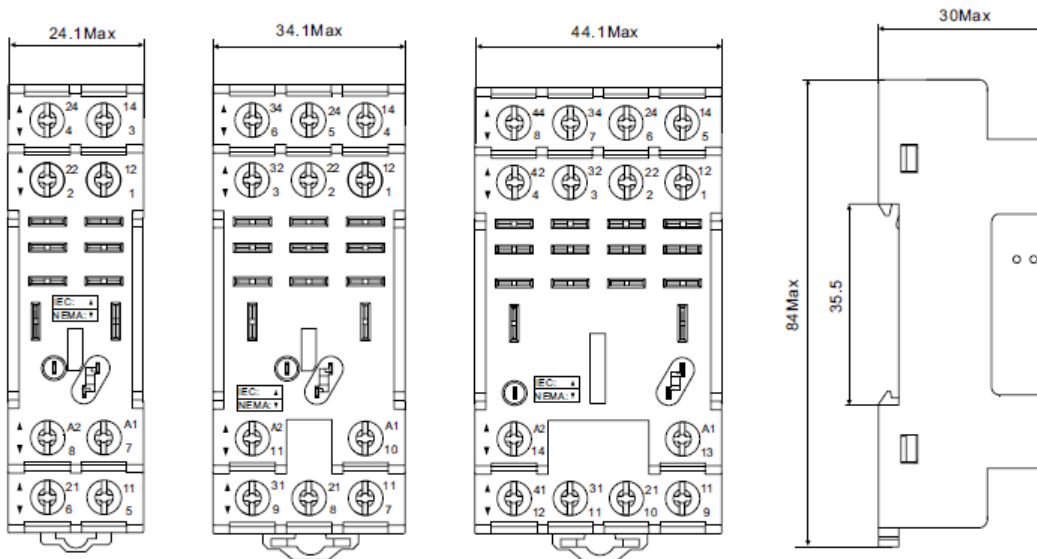 24.1Max
34.1Max
44.1Max
30Max
24 14
4 3
22 12
2 1
IEC:
NEMA:
A2 A1
8 7
21 11
6 5
34 24 14
6 5 4
32 22 12
3 2 1
IEC:
NEMA:
A2 A1
11 10
31 21 11
9 8 7
44 34 24 14
8 7 6 5
42 32 22 12
4 3 2 1
IEC:
NEMA:
A2 A1
14 13
41 31 21 11
12 11 10 9
84Max
35.5